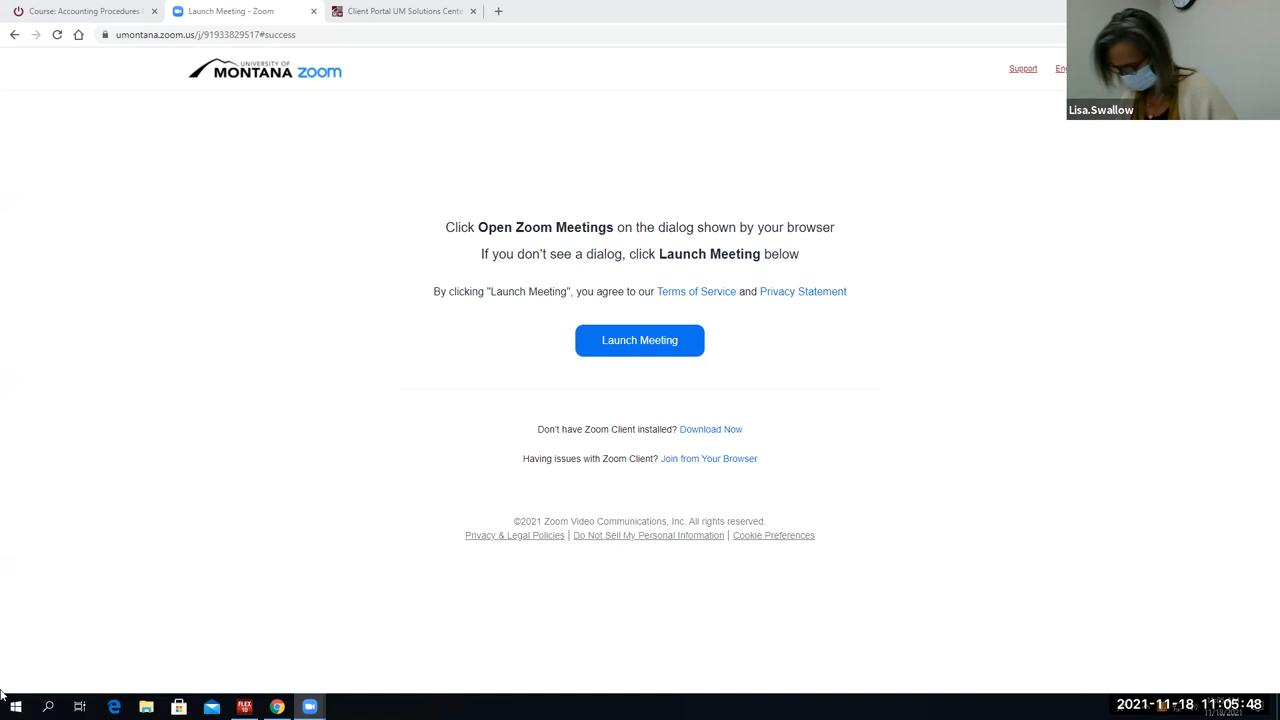 Course: Accounting Procedures
Launch Meeting - Zoom
Client Portal UM Solutions Cente
umontana.zoom.us/j/91933829517#success
UNIVERSITY OF
MONTANA zoom
Support
Lisa.Swallow
Click Open Zoom Meetings on the dialog shown by your browser
If you don't see a dialog, click Launch Meeting below
By clicking "Launch Meeting", you agree to our Terms of Service and Privacy Statement
Launch Meeting
Don't have Zoom Client installed? Download Now
Having issues with Zoom Client? Join from Your Browser
©2021 Zoom Video Communications, Inc. All rights reserved.
Privacy & Legal Policies | Do Not Sell My Personal Information | Cookie Preferences
FLEX
10
2021-11-18 11:05:48
11/18/2021